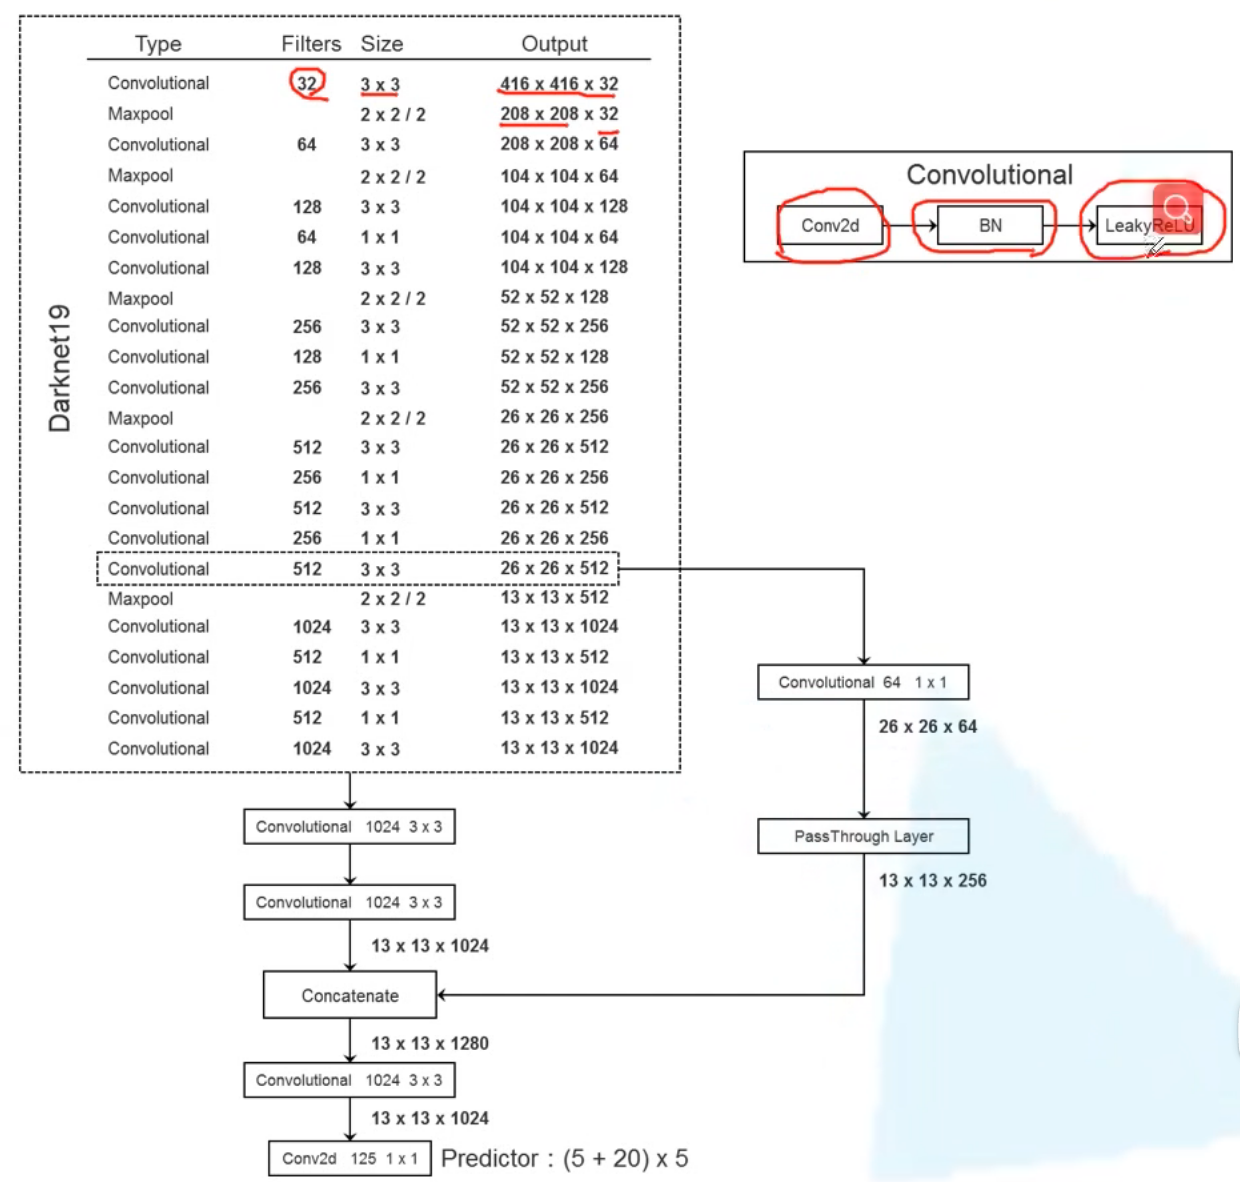 Type Filters Size Output
Convolutional 32 3 x 3 416 x 416 x 32
Maxpool 2 x 2 / 2 208 x 208 x 32
Convolutional 64 3 x 3 208 x 208 x 64
Maxpool 2 x 2 / 2 104 x 104 x 64
Convolutional 128 3 x 3 104 x 104 x 128
Convolutional 64 1 x 1 104 x 104 x 64
Convolutional 128 3 x 3 104 x 104 x 128
Maxpool 2 x 2 / 2 52 x 52 x 128
Convolutional 256 3 x 3 52 x 52 x 256
Convolutional 128 1 x 1 52 x 52 x 128
Convolutional 256 3 x 3 52 x 52 x 256
Maxpool 2 x 2 / 2 26 x 26 x 256
Convolutional 512 3 x 3 26 x 26 x 512
Convolutional 256 1 x 1 26 x 26 x 256
Convolutional 512 3 x 3 26 x 26 x 512
Convolutional 256 1 x 1 26 x 26 x 256
Convolutional 512 3 x 3 26 x 26 x 512
Maxpool 2 x 2 / 2 13 x 13 x 512
Convolutional 1024 3 x 3 13 x 13 x 1024
Convolutional 512 1 x 1 13 x 13 x 512
Convolutional 1024 3 x 3 13 x 13 x 1024
Convolutional 512 1 x 1 13 x 13 x 512
Convolutional 1024 3 x 3 13 x 13 x 1024
Darknet19
Convolutional
Conv2d BN LeakyReLU
Convolutional 64 1 x 1
26 x 26 x 64
PassThrough Layer
13 x 13 x 256
Convolutional 1024 3 x 3
Convolutional 1024 3 x 3
13 x 13 x 1024
Concatenate
13 x 13 x 1280
Convolutional 1024 3 x 3
13 x 13 x 1024
Conv2d 125 1 x 1 Predictor : (5 + 20) x 5